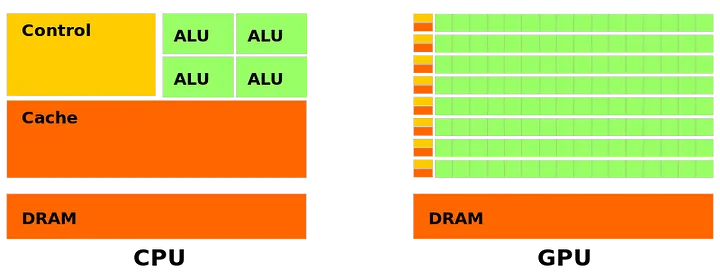 Control
ALU ALU
ALU ALU
Cache
DRAM
CPU
DRAM
GPU